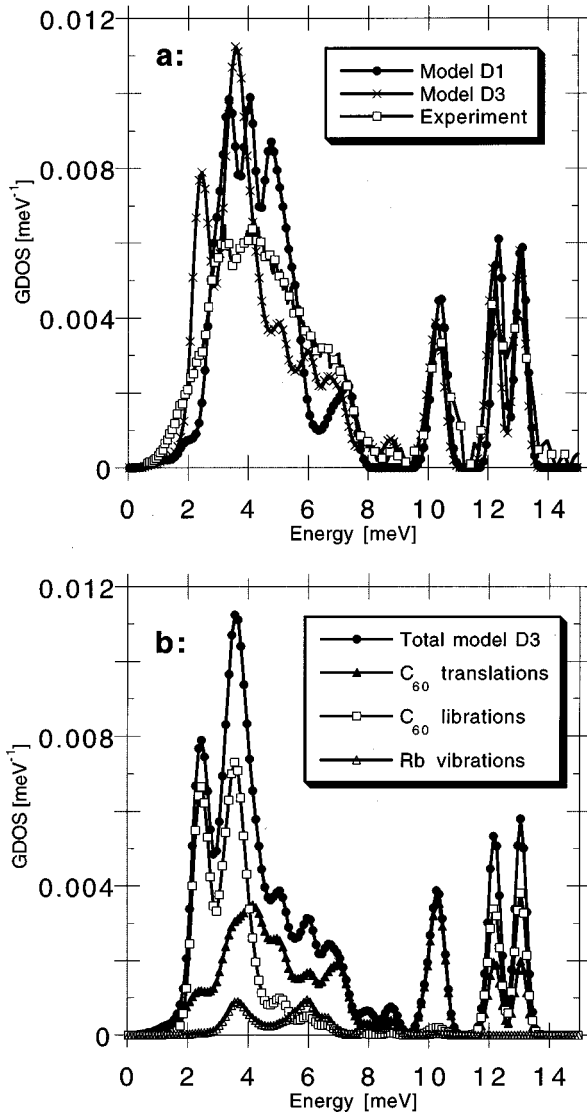 a:
Model D1
Model D3
Experiment
GDOS [meV⁻¹]
0.012
0.008
0.004
0
0 2 4 6 8 10 12 14
Energy [meV]
b:
Total model D3
C₆₀ translations
C₆₀ librations
Rb vibrations
GDOS [meV⁻¹]
0.012
0.008
0.004
0
0 2 4 6 8 10 12 14
Energy [meV]